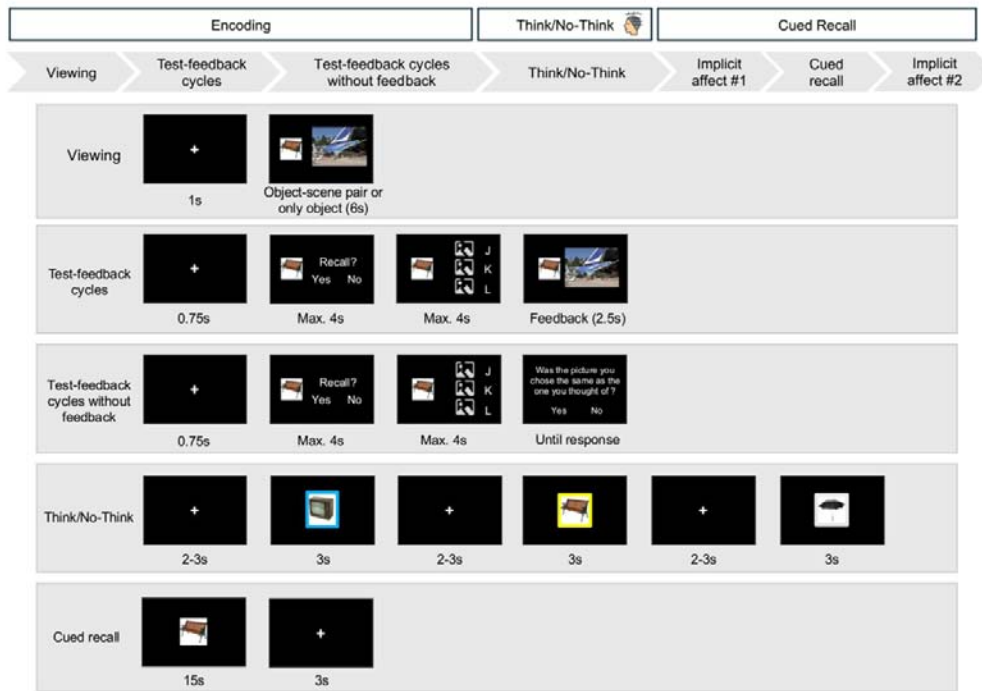 Encoding
Think/No-Think
Cued Recall
Viewing
Test-feedback
cycles
Test-feedback cycles
without feedback
Think/No-Think
Implicit
affect #1
Cued
recall
Implicit
affect #2
Viewing
1s
Object-scene pair or
only object (6s)
Test-feedback
cycles
0.75s
Recall?
Yes No
Max. 4s
J
K
L
Max. 4s
Feedback (2.5s)
Test-feedback
cycles without
feedback
0.75s
Recall?
Yes No
Max. 4s
J
K
L
Max. 4s
Was the picture you
chose the same as the
one you thought of ?
Yes No
Until response
Think/No-Think
2-3s
3s
2-3s
3s
2-3s
3s
Cued recall
15s
3s